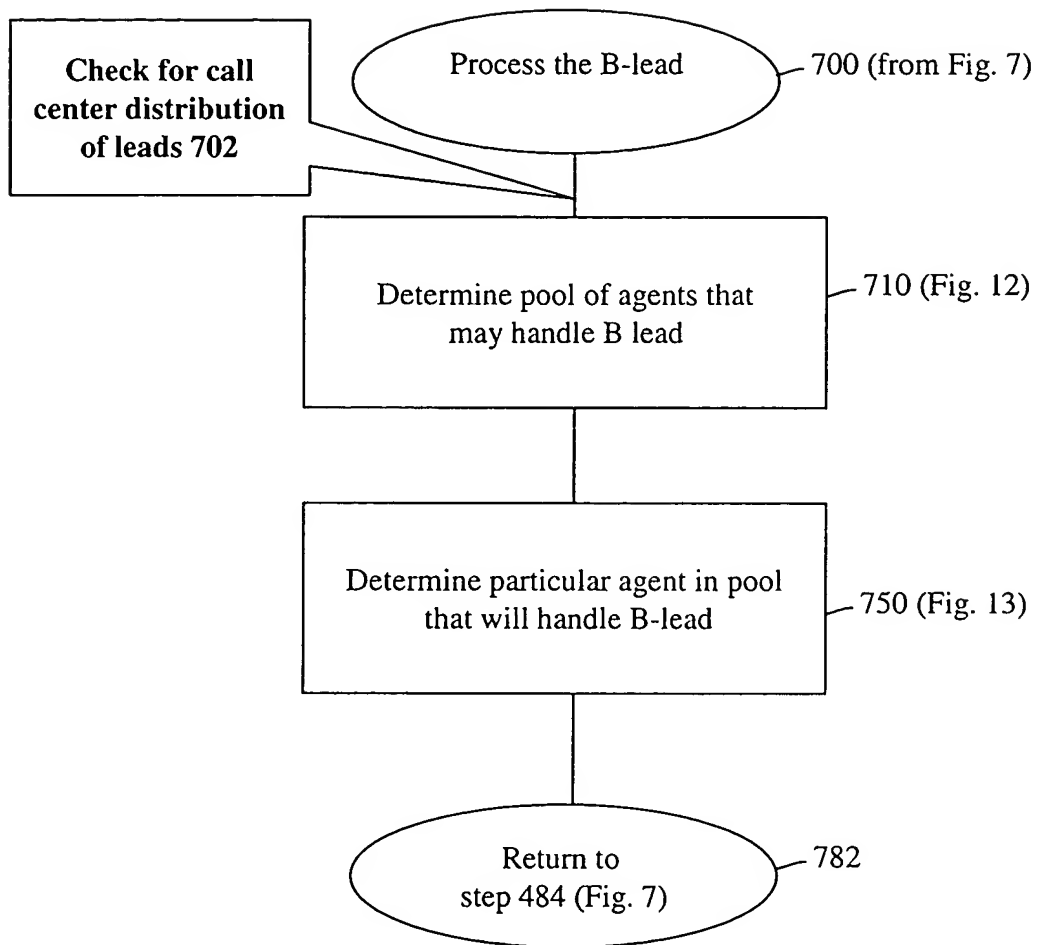 Check for call
center distribution
of leads 702
Process the B-lead
700 (from Fig. 7)
Determine pool of agents that
may handle B lead
710 (Fig. 12)
Determine particular agent in pool
that will handle B-lead
750 (Fig. 13)
Return to
step 484 (Fig. 7)
782